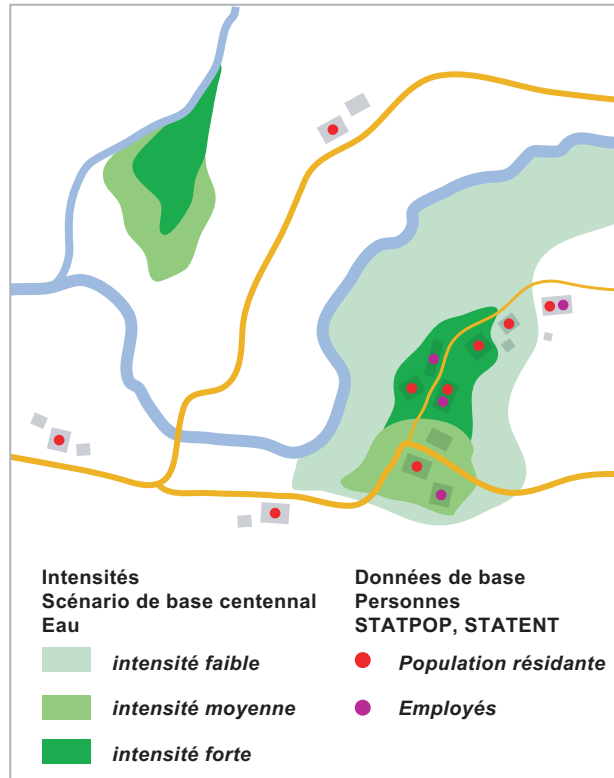 Intensités
Scénario de base centennal
Eau
intensité faible
intensité moyenne
intensité forte
Données de base
Personnes
STATPOP, STATENT
Population résidante
Employés